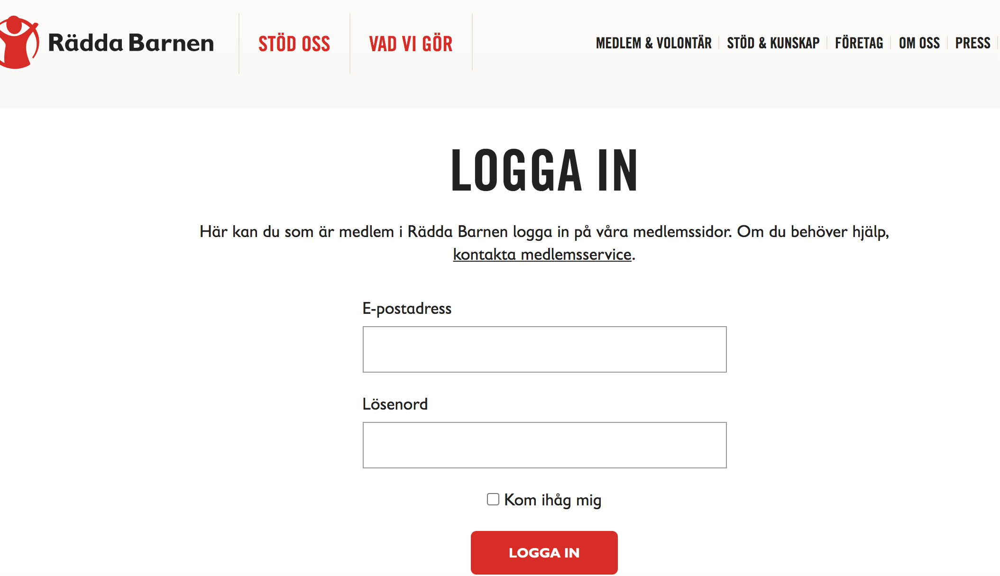 Rädda Barnen
STÖD OSS
VAD VI GÖR
MEDLEM & VOLONTÄR
STÖD & KUNSKAP
FÖRETAG
OM OSS
PRESS
LOGGA IN
Här kan du som är medlem i Rädda Barnen logga in på våra medlemssidor. Om du behöver hjälp,
kontakta medlemsservice.
E-postadress
Lösenord
Kom ihåg mig
LOGGA IN